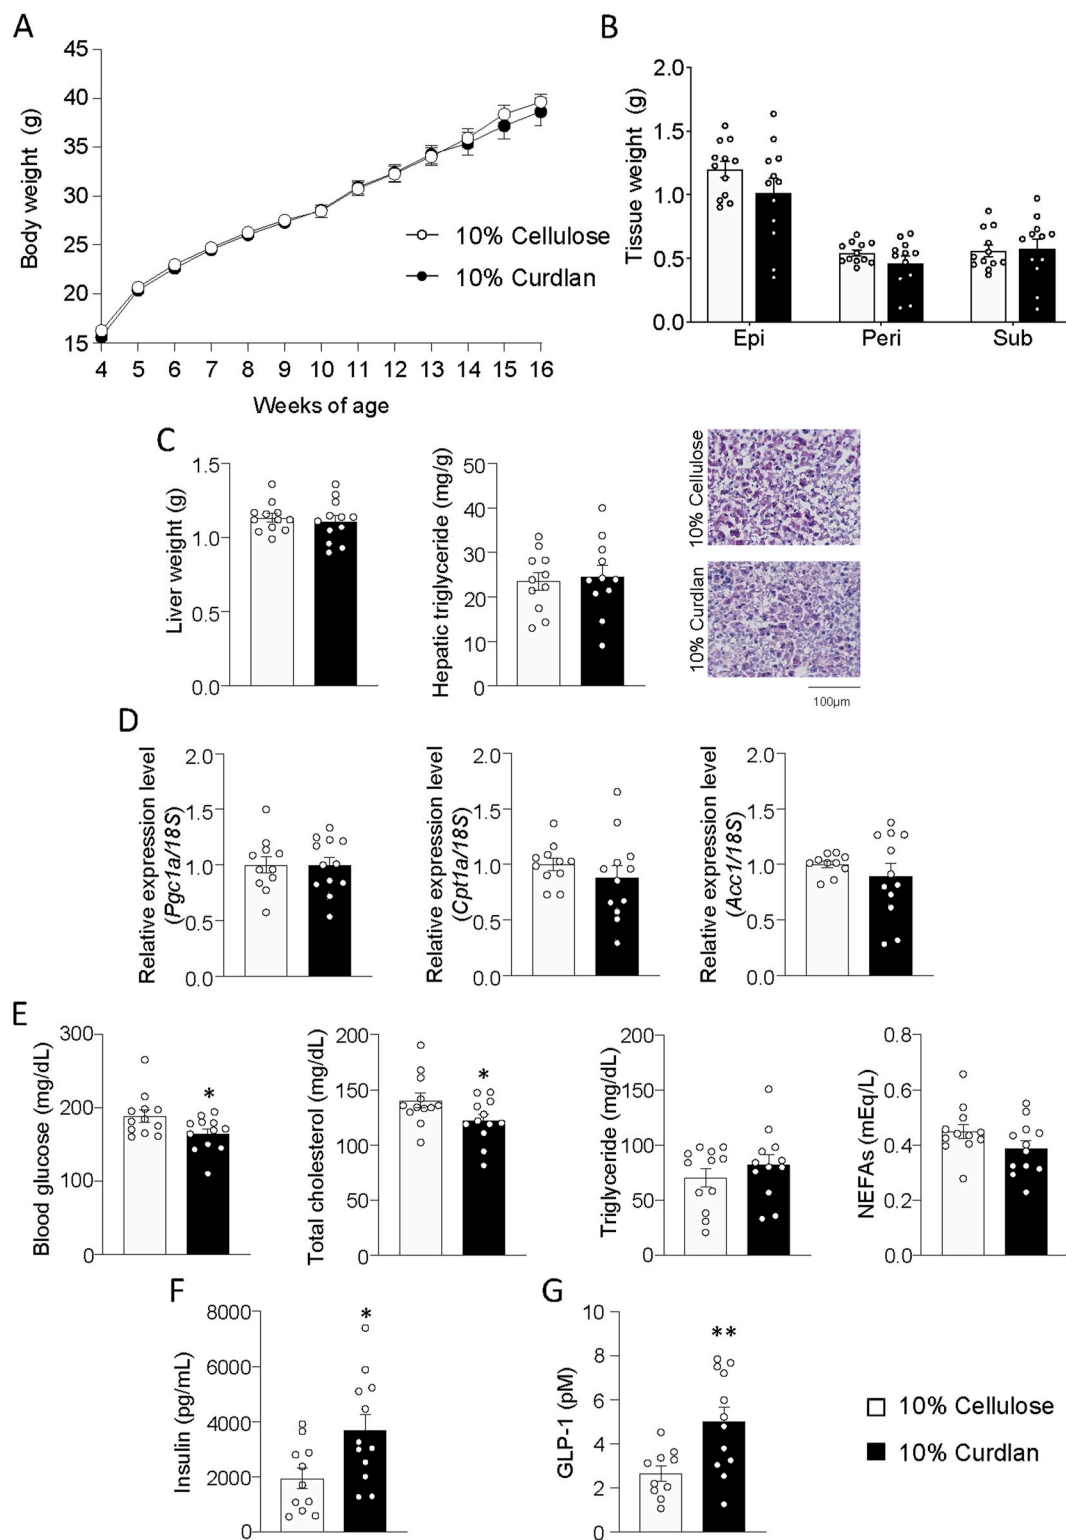 A
Body weight (g)
45
40
35
30
25
20
15
10% Cellulose
10% Curdlan
4 5 6 7 8 9 10 11 12 13 14 15 16
Weeks of age
B
Tissue weight (g)
2.0
1.5
1.0
0.5
0.0
Epi Peri Sub
C
Liver weight (g)
1.5
1.0
0.5
0.0
Hepatic triglyceride (mg/g)
50
40
30
20
10
0
10% Cellulose
10% Curdlan
100µm
D
Relative expression level
(Pgc1a/18S)
2.0
1.5
1.0
0.5
0.0
Relative expression level
(Cpt1a/18S)
2.0
1.5
1.0
0.5
0.0
Relative expression level
(Acc1/18S)
2.0
1.5
1.0
0.5
0.0
E
Blood glucose (mg/dL)
300
200
100
0
*
Total cholesterol (mg/dL)
200
150
100
50
0
*
Triglyceride (mg/dL)
200
150
100
50
0
NEFAs (mEq/L)
0.8
0.6
0.4
0.2
0.0
F
Insulin (pg/mL)
8000
6000
4000
2000
0
*
G
GLP-1 (pM)
10
8
6
4
2
0
**
10% Cellulose
10% Curdlan